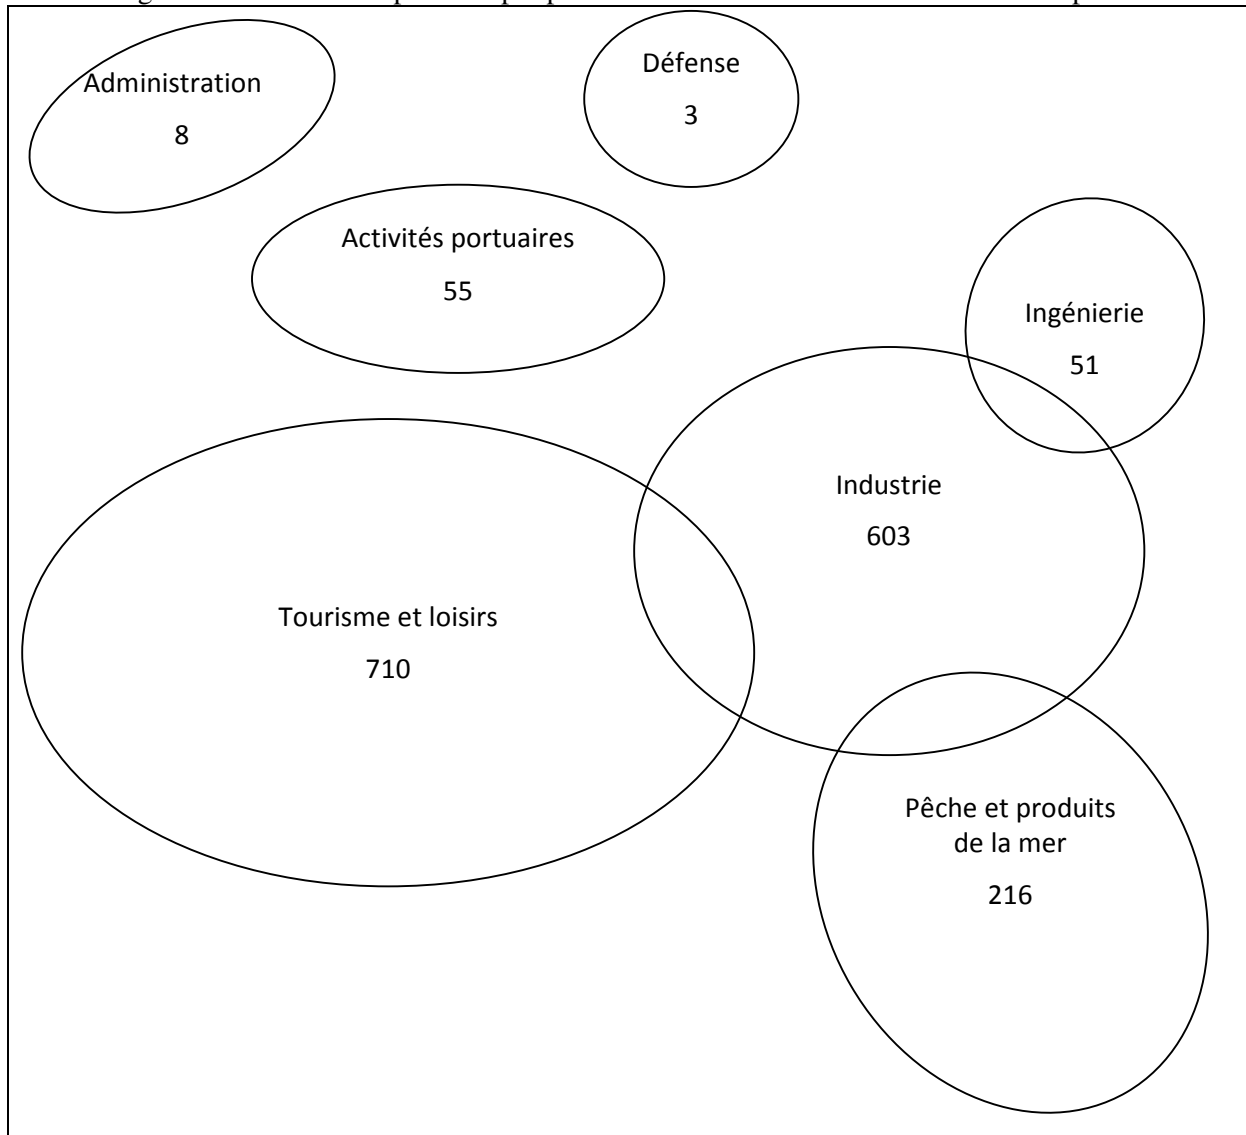 Administration
8
Défense
3
Activités portuaires
55
Ingénierie
51
Industrie
603
Tourisme et loisirs
710
Pêche et produits
de la mer
216